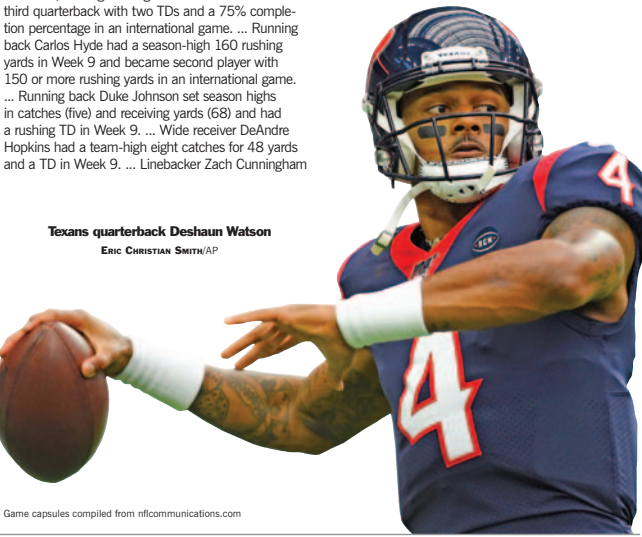 third quarterback with two TDs and a 75% comple-
tion percentage in an international game. ... Running
back Carlos Hyde had a season-high 160 rushing
yards in Week 9 and became second player with
150 or more rushing yards in an international game.
... Running back Duke Johnson set season highs
in catches (five) and receiving yards (68) and had
a rushing TD in Week 9. ... Wide receiver DeAndre
Hopkins had a team-high eight catches for 48 yards
and a TD in Week 9. ... Linebacker Zach Cunningham
Texans quarterback Deshaun Watson
ERIC CHRISTIAN SMITH/AP
TEXANS
4
4
Game capsules compiled from nflcommunications.com